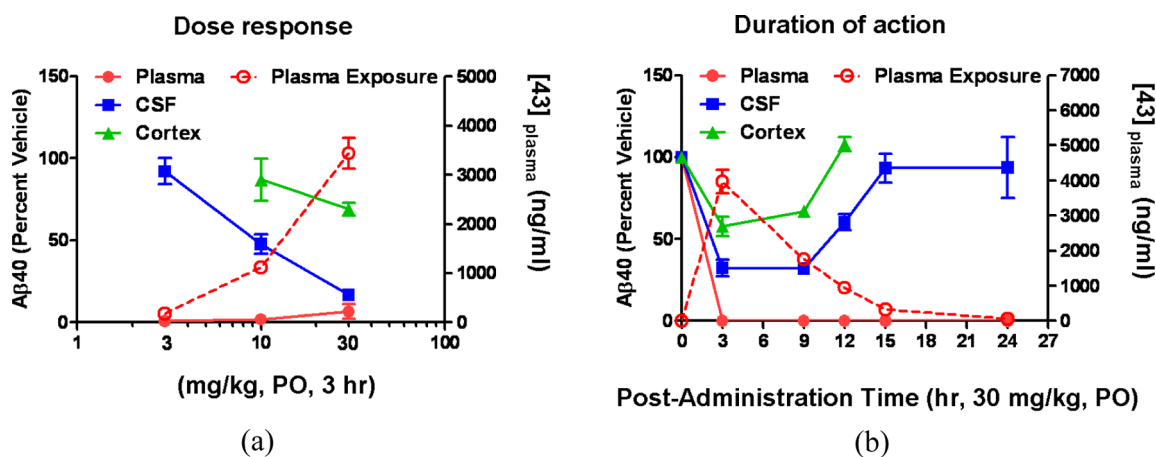 Dose response
Plasma
Plasma Exposure
CSF
Cortex
Aβ40 (Percent Vehicle)
150
100
50
0
5000
4000
3000
2000
1000
0
[43] plasma (ng/ml)
1 3 10 30 100
(mg/kg, PO, 3 hr)
(a)
Duration of action
Plasma
Plasma Exposure
CSF
Cortex
Aβ40 (Percent Vehicle)
150
100
50
0
7000
6000
5000
4000
3000
2000
1000
0
[43] plasma (ng/ml)
0 3 6 9 12 15 18 21 24 27
Post-Administration Time (hr, 30 mg/kg, PO)
(b)